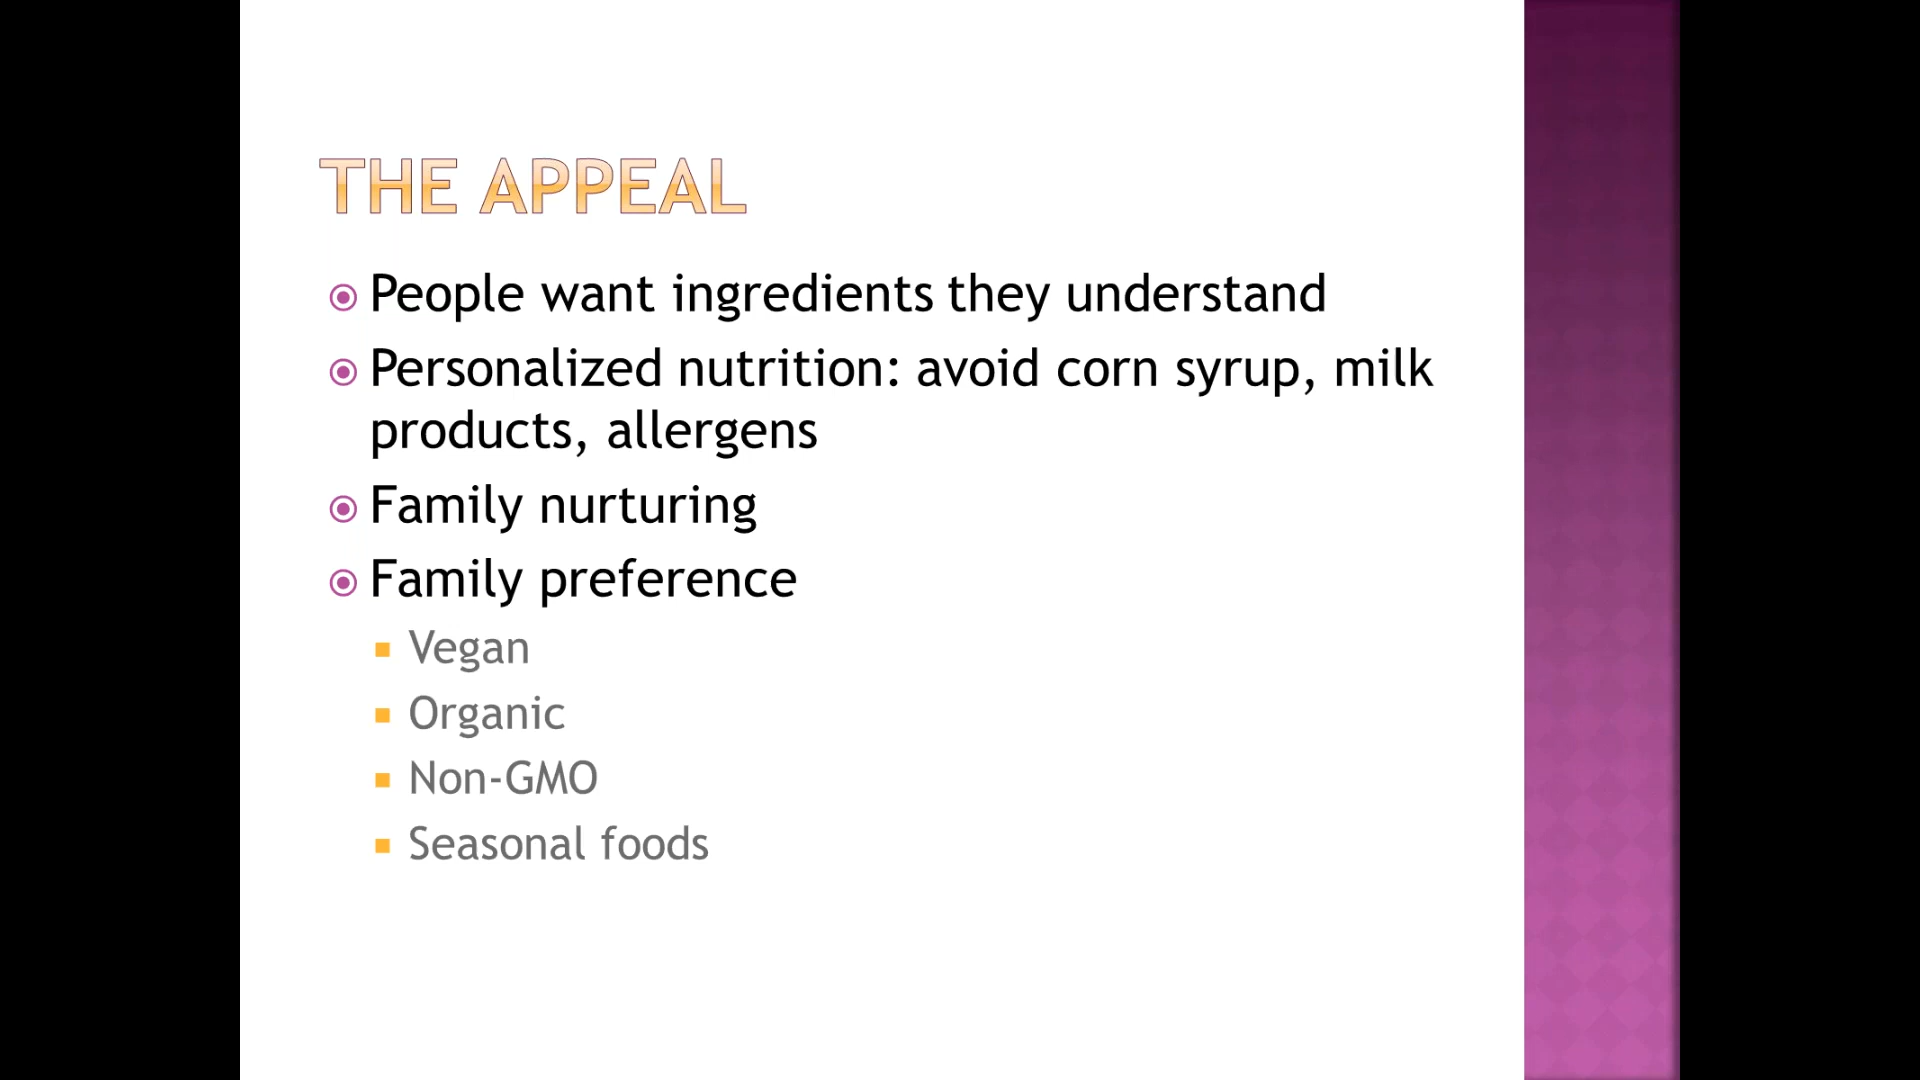 THE APPEAL
People want ingredients they understand
Personalized nutrition: avoid corn syrup, milk
products, allergens
Family nurturing
Family preference
Vegan
Organic
Non-GMO
Seasonal foods